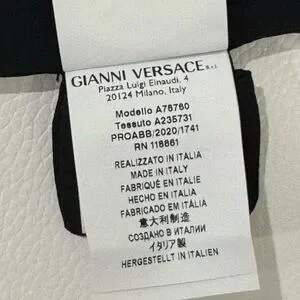 GIANNI VERSACE S.r.l.
Piazza Luigi Einaudi, 4
20124 Milano, Italy
Modello A76760
Tessuto A235731
PROABB/2020/1741
RN 116661
REALIZZATO IN ITALIA
MADE IN ITALY
FABRIQUÉ EN ITALIE
HECHO EN ITALIA
FABRICADO EM ITÁLIA
意大利制造
СОЗДАНО В ИТАЛИИ
イタリア製
HERGESTELLT IN ITALIEN